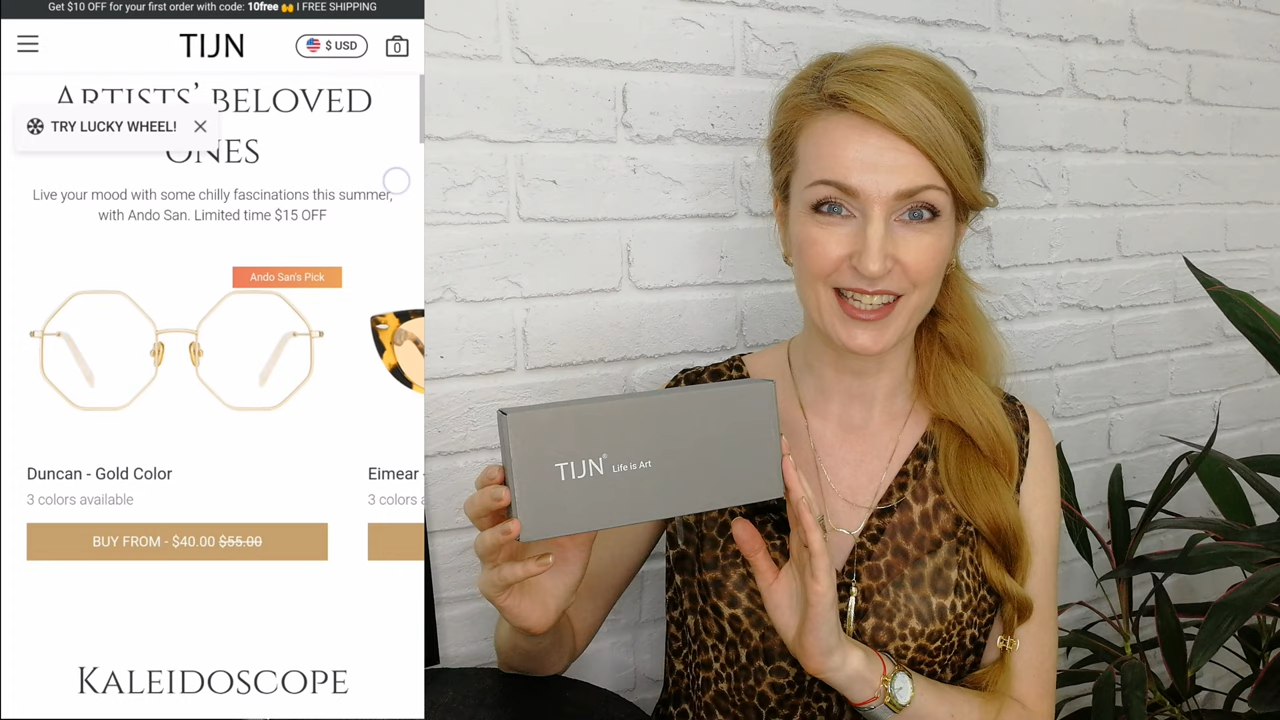 Get $10 OFF for your first order with code: 10free 🙌 I FREE SHIPPING
TIJN
$ USD
0
ARTISTS' BELOVED
TRY LUCKY WHEEL!
ONES
Live your mood with some chilly fascinations this summer,
with Ando San. Limited time $15 OFF
Ando San's Pick
Duncan - Gold Color
Eimear -
3 colors available
3 colors a
BUY FROM - $40.00 $55.00
KALEIDOSCOPE
TIJN® Life is Art